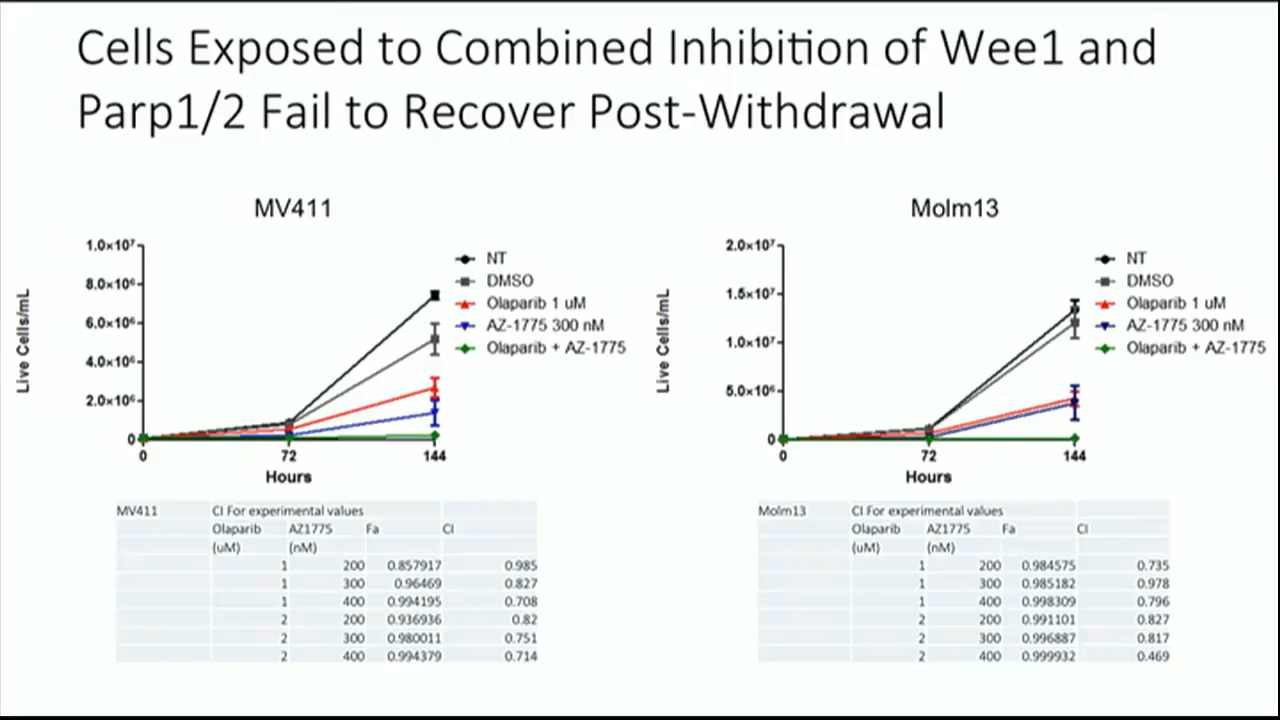 Cells Exposed to Combined Inhibition of Wee1 and
Parp1/2 Fail to Recover Post-Withdrawal
MV411
Live Cells/mL
1.0×10⁷
8.0×10⁶
6.0×10⁶
4.0×10⁶
2.0×10⁶
0
0 72 144
Hours
NT
DMSO
Olaparib 1 uM
AZ-1775 300 nM
Olaparib + AZ-1775
Molm13
Live Cells/mL
2.0×10⁷
1.5×10⁷
1.0×10⁷
5.0×10⁶
0
0 72 144
Hours
NT
DMSO
Olaparib 1 uM
AZ-1775 300 nM
Olaparib + AZ-1775
MV411 CI For experimental values
Olaparib AZ1775 Fa CI
(uM) (nM)
1 200 0.857917 0.985
1 300 0.96469 0.827
1 400 0.994195 0.708
2 200 0.936936 0.82
2 300 0.980011 0.751
2 400 0.994379 0.714
Molm13 CI For experimental values
Olaparib AZ1775 Fa CI
(uM) (nM)
1 200 0.984575 0.735
1 300 0.985182 0.978
1 400 0.998309 0.796
2 200 0.991101 0.827
2 300 0.996887 0.817
2 400 0.999932 0.469